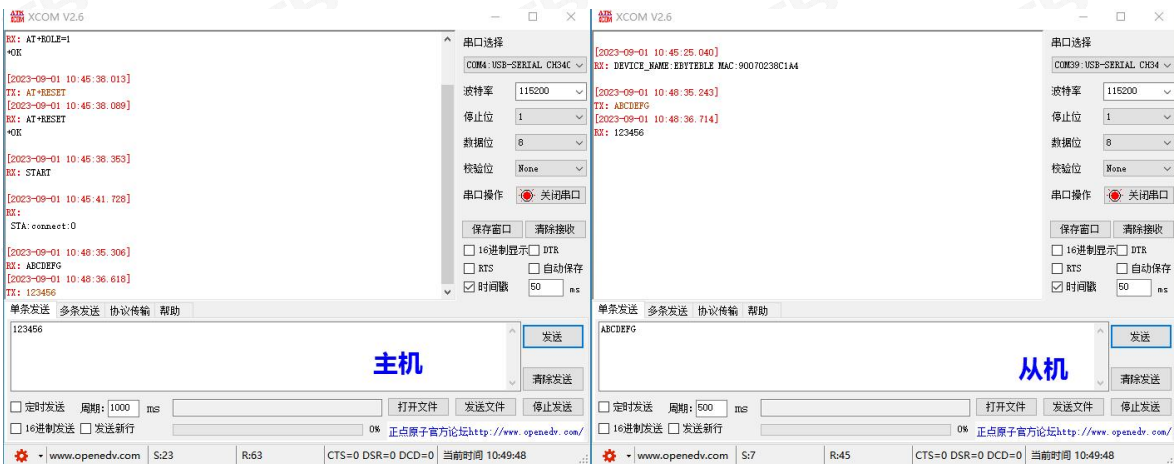 XCOM V2.6
RX: AT+ROLE=1
+OK
[2023-09-01 10:45:38.013]
TX: AT+RESET
[2023-09-01 10:45:38.089]
RX: AT+RESET
+OK
[2023-09-01 10:45:38.353]
RX: START
[2023-09-01 10:45:41.728]
RX:
STA:connect:0
[2023-09-01 10:48:35.306]
RX: ABCDEFG
[2023-09-01 10:48:36.618]
TX: 123456
串口选择
COM4:USB-SERIAL CH34C
波特率 115200
停止位 1
数据位 8
校验位 None
串口操作 关闭串口
保存窗口 清除接收
16进制显示 DTR
RTS 自动保存
时间戳 50 ms
单条发送 多条发送 协议传输 帮助
123456
主机
发送
清除发送
定时发送 周期: 1000 ms 打开文件 发送文件 停止发送
16进制发送 发送新行 0% 正点原子官方论坛http://www.openedv.com/
www.openedv.com S:23 R:63 CTS=0 DSR=0 DCD=0 当前时间 10:49:48
XCOM V2.6
[2023-09-01 10:45:25.040]
RX: DEVICE_NAME:EBYTEBLE MAC:90070238C1A4
[2023-09-01 10:48:35.243]
TX: ABCDEFG
[2023-09-01 10:48:36.714]
RX: 123456
串口选择
COM39:USB-SERIAL CH34
波特率 115200
停止位 1
数据位 8
校验位 None
串口操作 关闭串口
保存窗口 清除接收
16进制显示 DTR
RTS 自动保存
时间戳 50 ms
单条发送 多条发送 协议传输 帮助
ABCDEFG
从机
发送
清除发送
定时发送 周期: 500 ms 打开文件 发送文件 停止发送
16进制发送 发送新行 0% 正点原子官方论坛http://www.openedv.com/
www.openedv.com S:7 R:45 CTS=0 DSR=0 DCD=0 当前时间 10:49:48